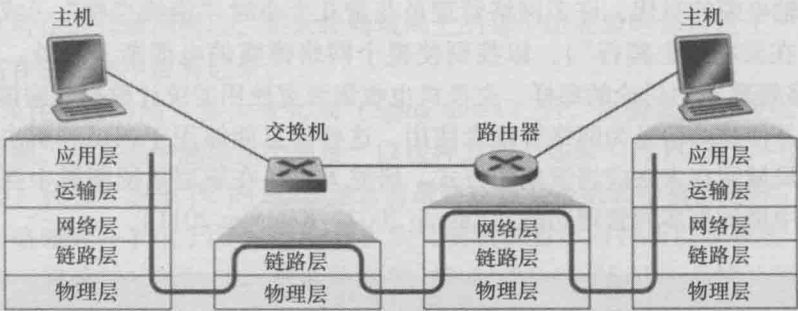 主机
主机
交换机
路由器
应用层
运输层
网络层
链路层
物理层
链路层
物理层
网络层
链路层
物理层
应用层
运输层
网络层
链路层
物理层